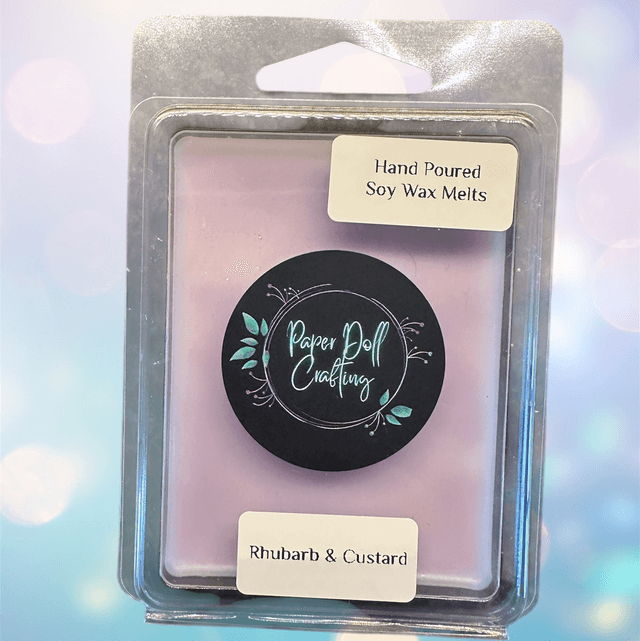 Hand Poured
Soy Wax Melts
Paper Doll
Crafting
Rhubarb & Custard